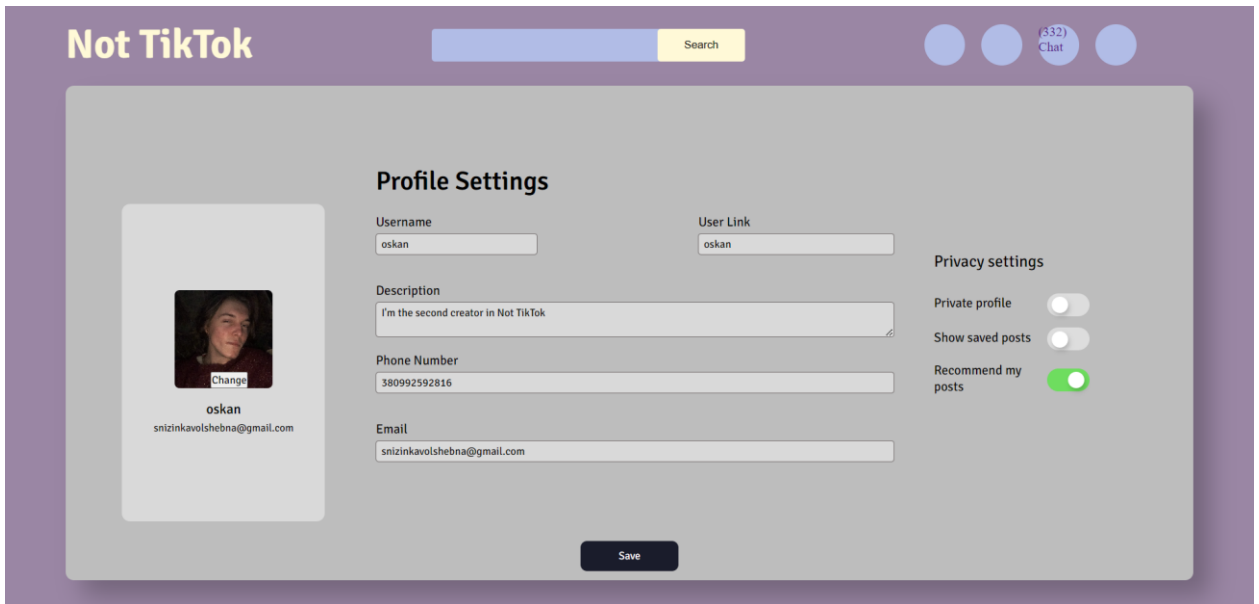 Not TikTok
Search
(332)
Chat
Profile Settings
Username
User Link
oskan
oskan
Description
I'm the second creator in Not TikTok
Phone Number
380992592816
Email
snizinkavolshebna@gmail.com
Change
oskan
snizinkavolshebna@gmail.com
Privacy settings
Private profile
Show saved posts
Recommend my
posts
Save